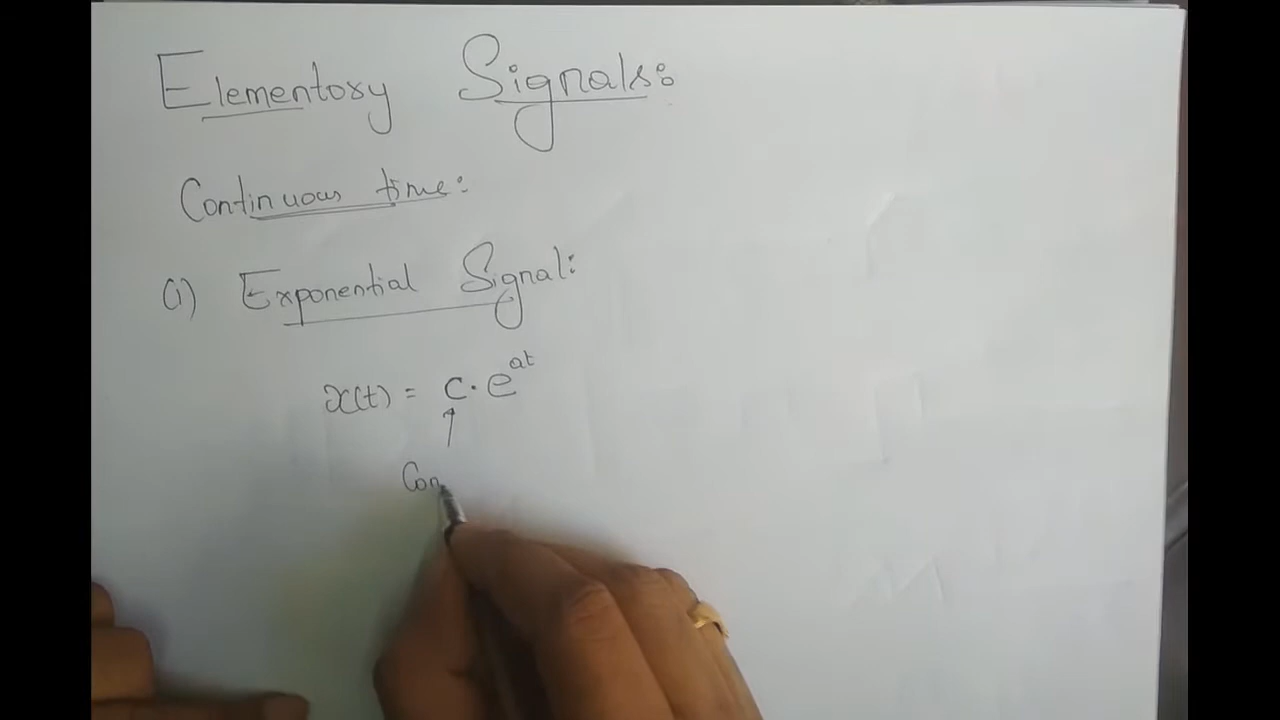 Elementory Signals:
Continuous time:
(1) Exponential Signal:
x(t) = c · e^at
↑
Con